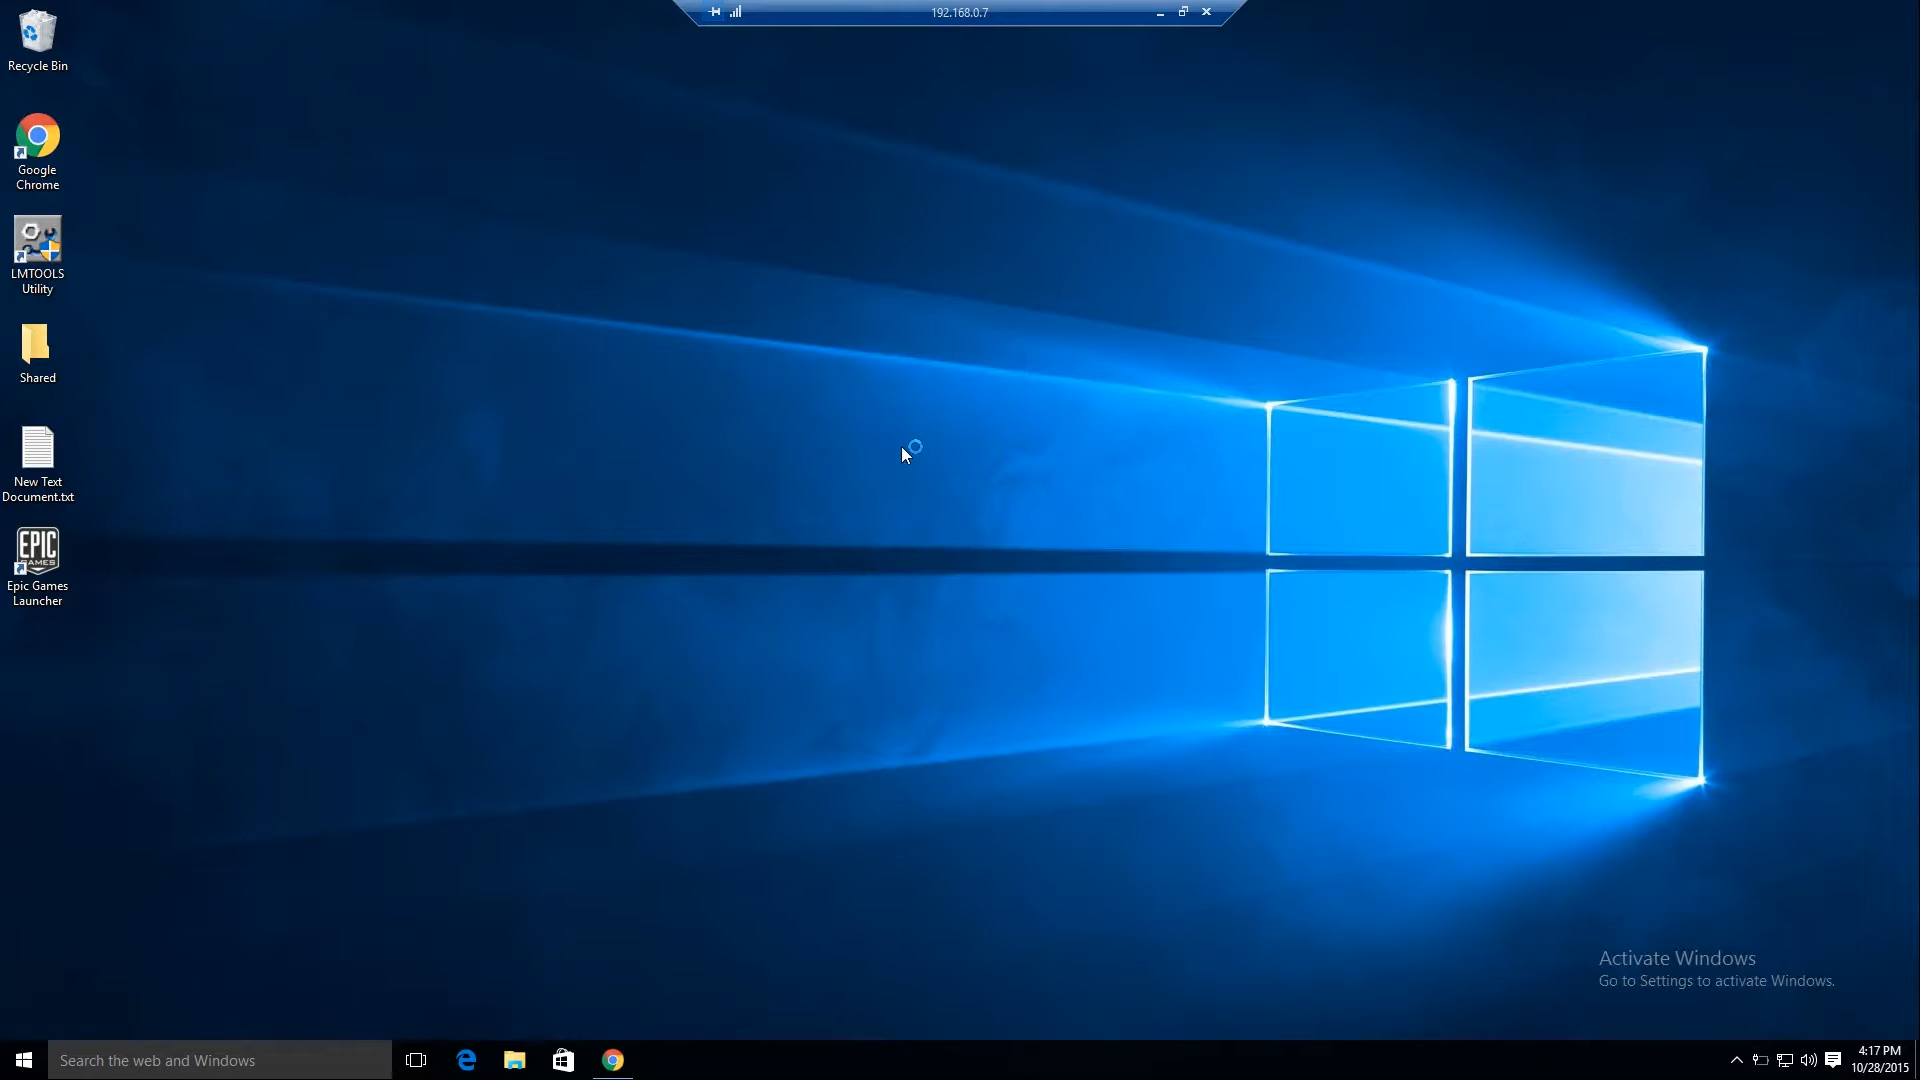 192.168.0.7
Recycle Bin
Google
Chrome
LMTOOLS
Utility
Shared
New Text
Document.txt
EPIC
GAMES
Epic Games
Launcher
Activate Windows
Go to Settings to activate Windows.
Search the web and Windows
4:17 PM
10/28/2015